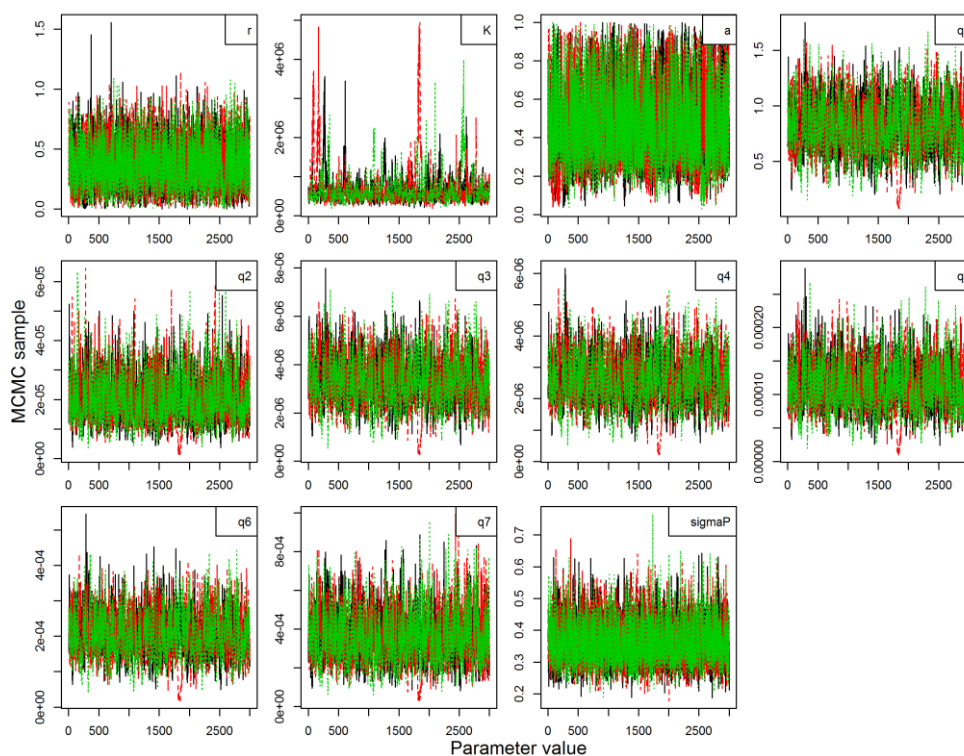 r
K
a
q
0.0 0.5 1.0 1.5
0e+00 2e+06 4e+06
0.0 0.2 0.4 0.6 0.8 1.0
0.5 1.0 1.5
0 500 1500 2500
0 500 1500 2500
0 500 1500 2500
0 500 1500 2500
q2
q3
q4
q
0e+00 2e-05 4e-05 6e-05
0e+00 2e-06 4e-06 6e-06 8e-06
0e+00 2e-06 4e-06 6e-06
0.00000 0.00010 0.00020
0 500 1500 2500
0 500 1500 2500
0 500 1500 2500
0 500 1500 2500
q6
q7
sigmaP
0e+00 2e-04 4e-04
0e+00 4e-04 8e-04
0.2 0.3 0.4 0.5 0.6 0.7
0 500 1500 2500
0 500 1500 2500
0 500 1500 2500
MCMC sample
Parameter value